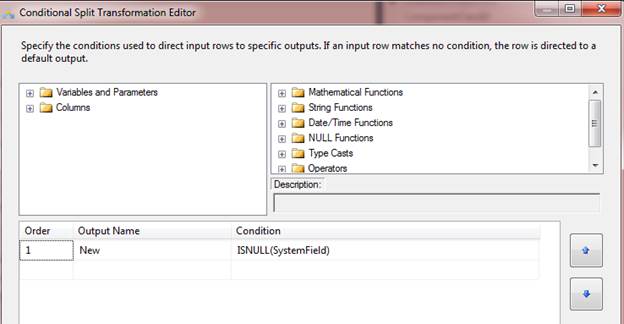 Conditional Split Transformation Editor
Specify the conditions used to direct input rows to specific outputs. If an input row matches no condition, the row is directed to a
default output.
Variables and Parameters
Columns
Mathematical Functions
String Functions
Date/Time Functions
NULL Functions
Type Casts
Operators
Description:
Order Output Name Condition
1 New ISNULL(SystemField)